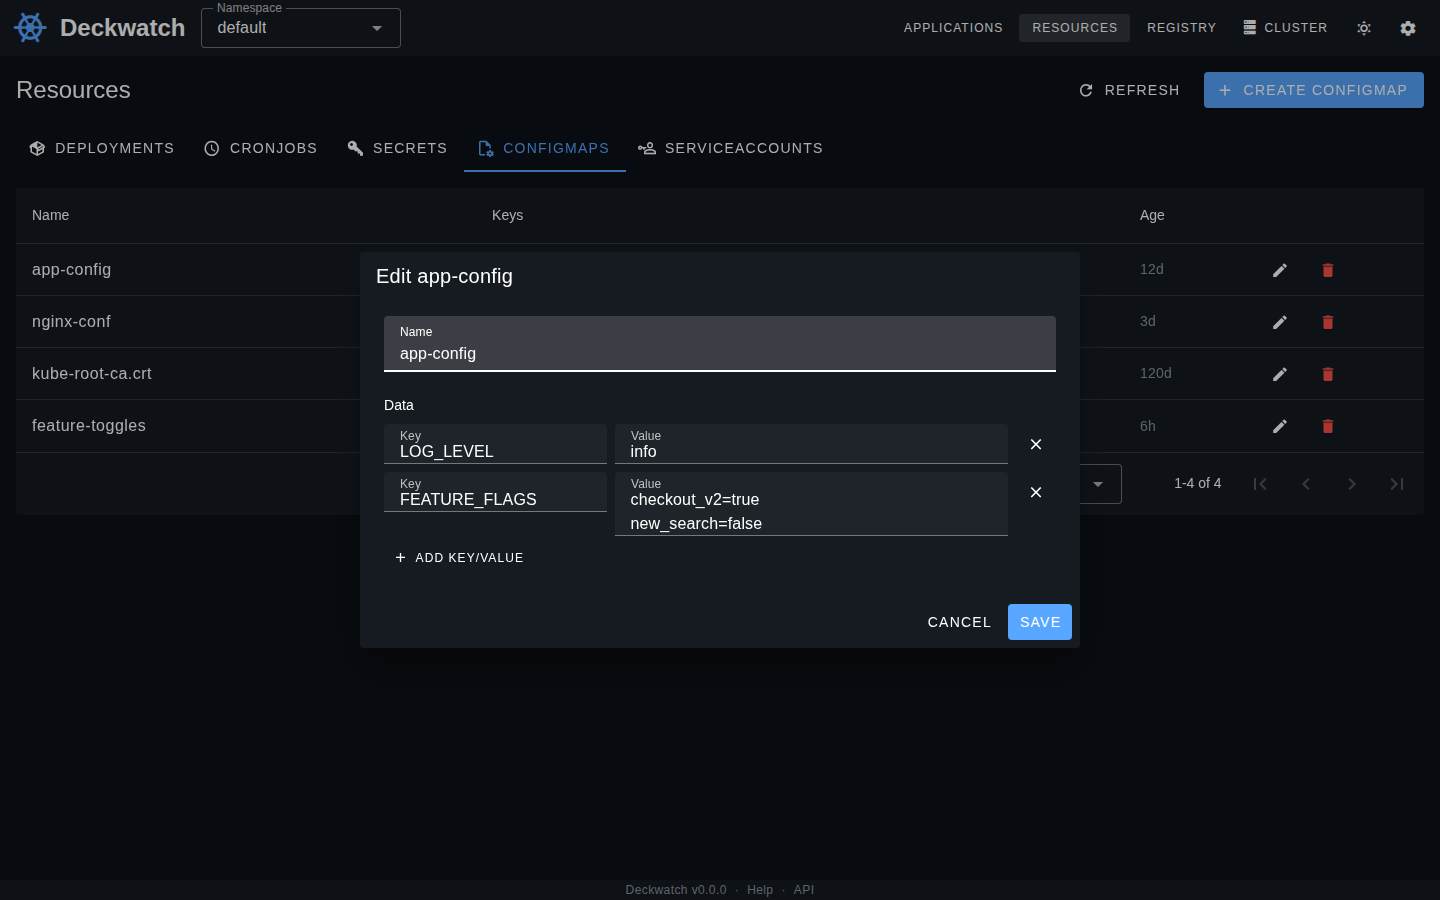 Deckwatch
Namespace
default
APPLICATIONS
RESOURCES
REGISTRY
CLUSTER
Resources
REFRESH
CREATE CONFIGMAP
DEPLOYMENTS
CRONJOBS
SECRETS
CONFIGMAPS
SERVICEACCOUNTS
Name
Keys
Age
app-config
12d
nginx-conf
3d
kube-root-ca.crt
120d
feature-toggles
6h
1-4 of 4
Edit app-config
Name
app-config
Data
Key
LOG_LEVEL
Value
info
Key
FEATURE_FLAGS
Value
checkout_v2=true
new_search=false
ADD KEY/VALUE
CANCEL
SAVE
Deckwatch v0.0.0 · Help · API